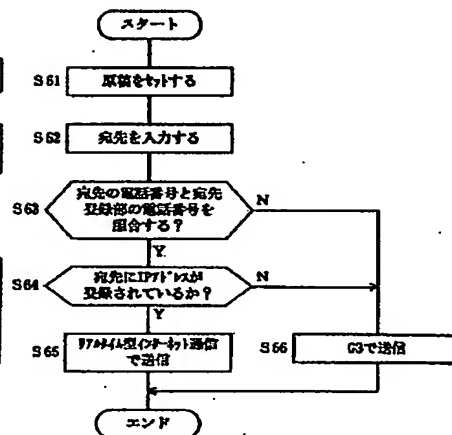 スタート
S61
原稿をセットする
S62
宛先を入力する
S63
宛先の電話番号と宛先
登録部の電話番号を
照合する?
N
Y
S64
宛先にIPアドレスが
登録されているか?
N
Y
S65
リアルタイム型インターネット通信
で送信
S66
G3で送信
エンド